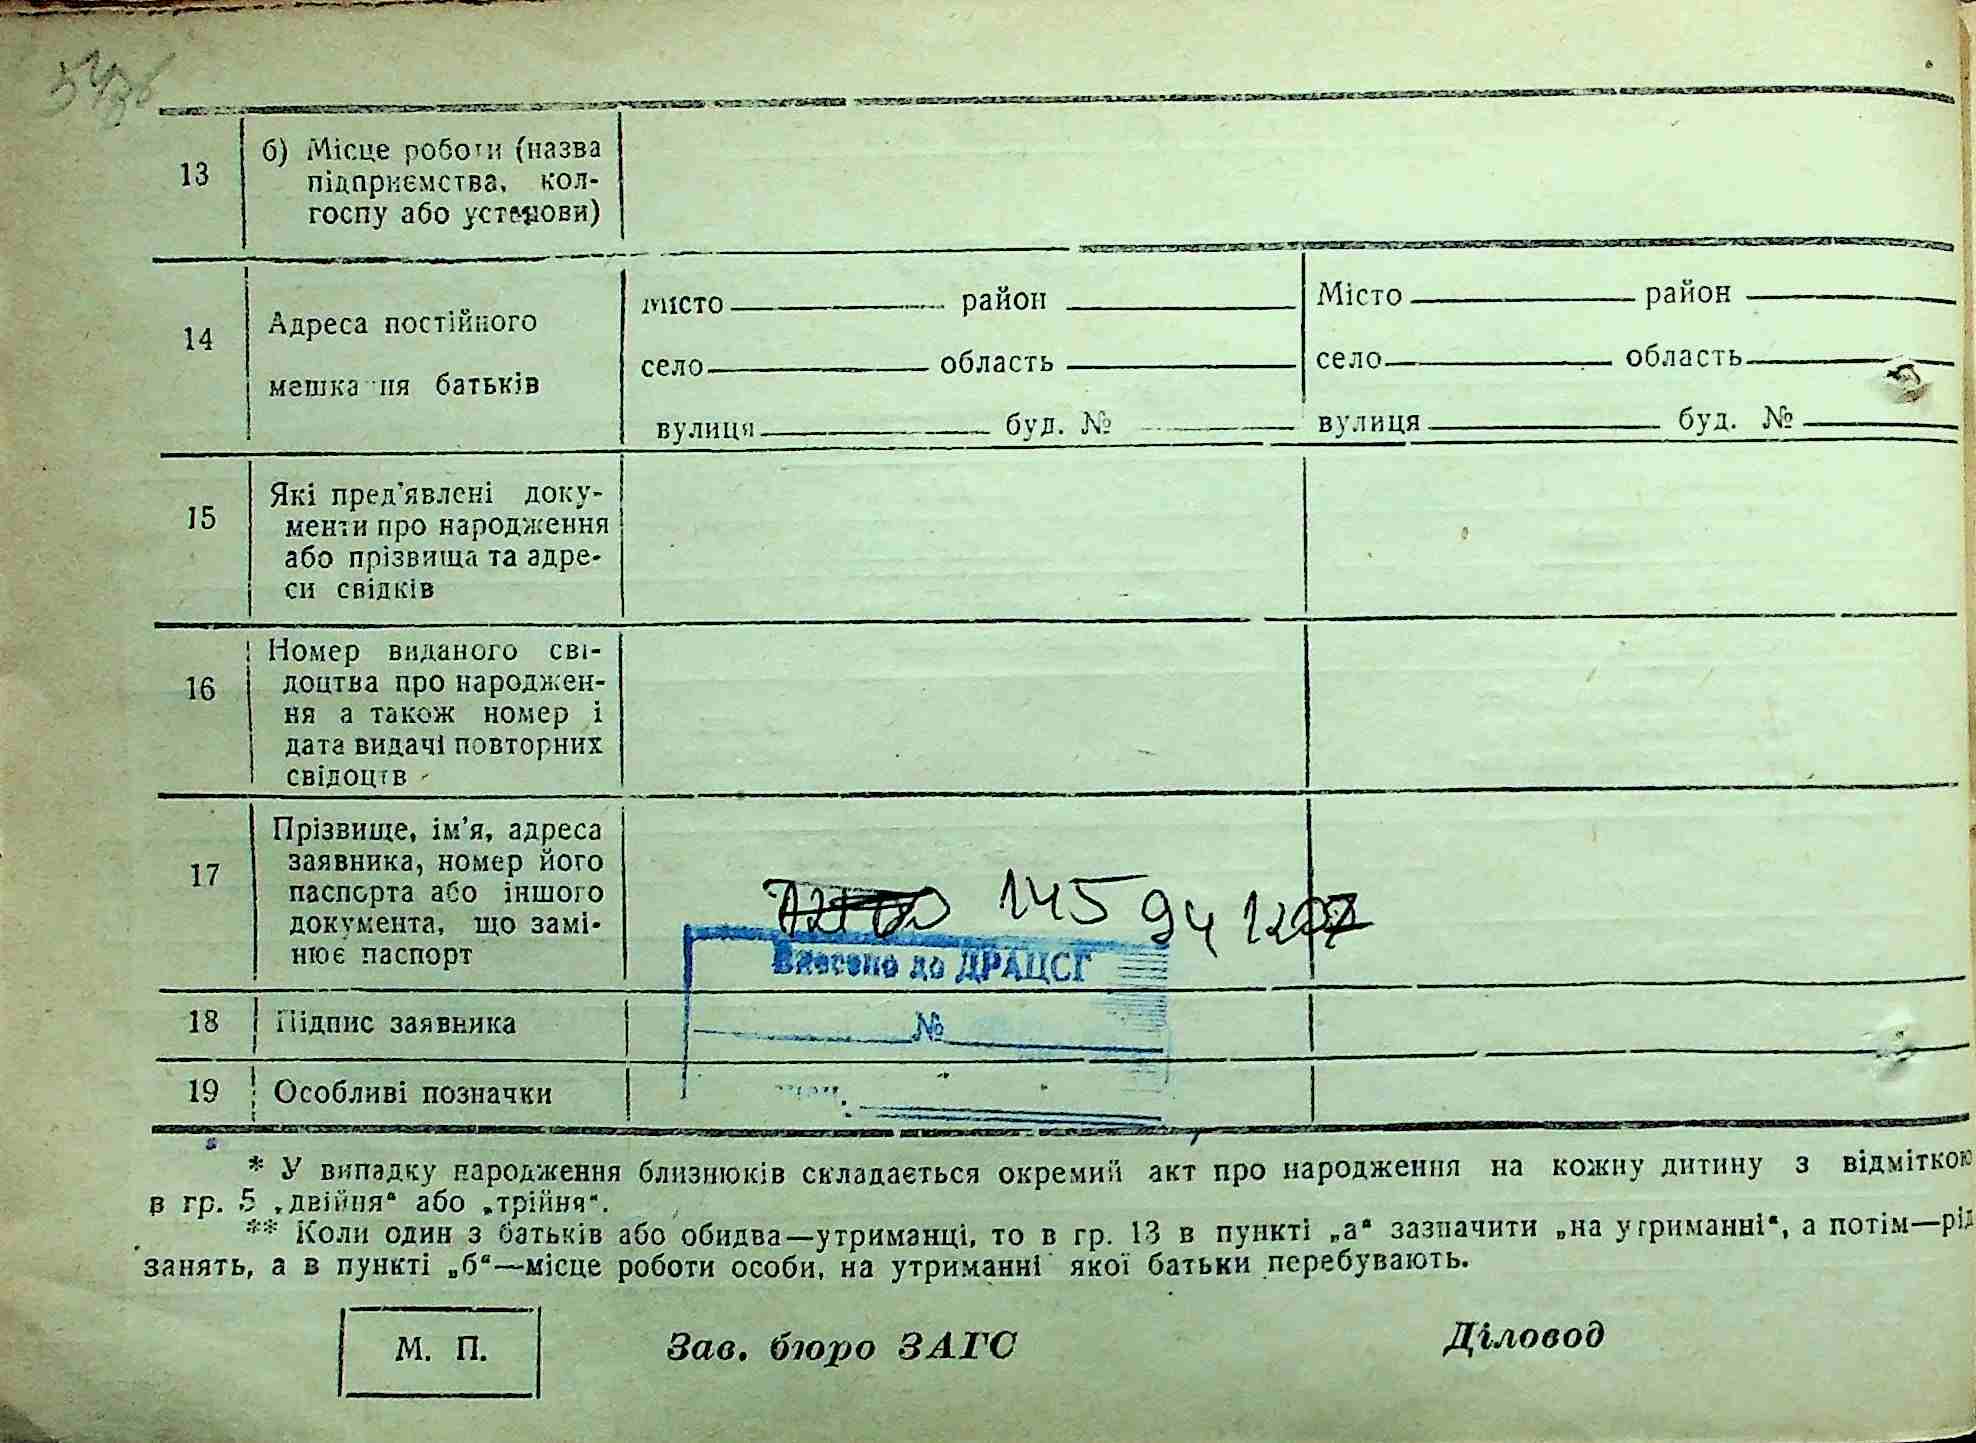 13
б) Місце роботи (назва
підприємства, кол-
госпу або установи)
14
Адреса постійного
мешкання батьків
місто район
село область
вулиця буд. №
Місто район
село область
вулиця буд. №
15
Які пред'явлені доку-
менти про народження
або прізвища та адре-
си свідків
16
Номер виданого сві-
доцтва про народжен-
ня а також номер і
дата видачі повторних
свідоцтв
17
Прізвище, ім'я, адреса
заявника, номер його
паспорта або іншого
документа, що замі-
нює паспорт
145 94 1207
Внесено до ДРАЦСГ
№
18
Підпис заявника
19
Особливі позначки
* У випадку народження близнюків складається окремий акт про народження на кожну дитину з відміткою
в гр. 5 „двійня“ або „трійня“.
** Коли один з батьків або обидва—утриманці, то в гр. 13 в пункті „а“ зазначити „на утриманні“, а потім—рід
занять, а в пункті „б“—місце роботи особи, на утриманні якої батьки перебувають.
М. П.
Зав. бюро ЗАГС
Діловод